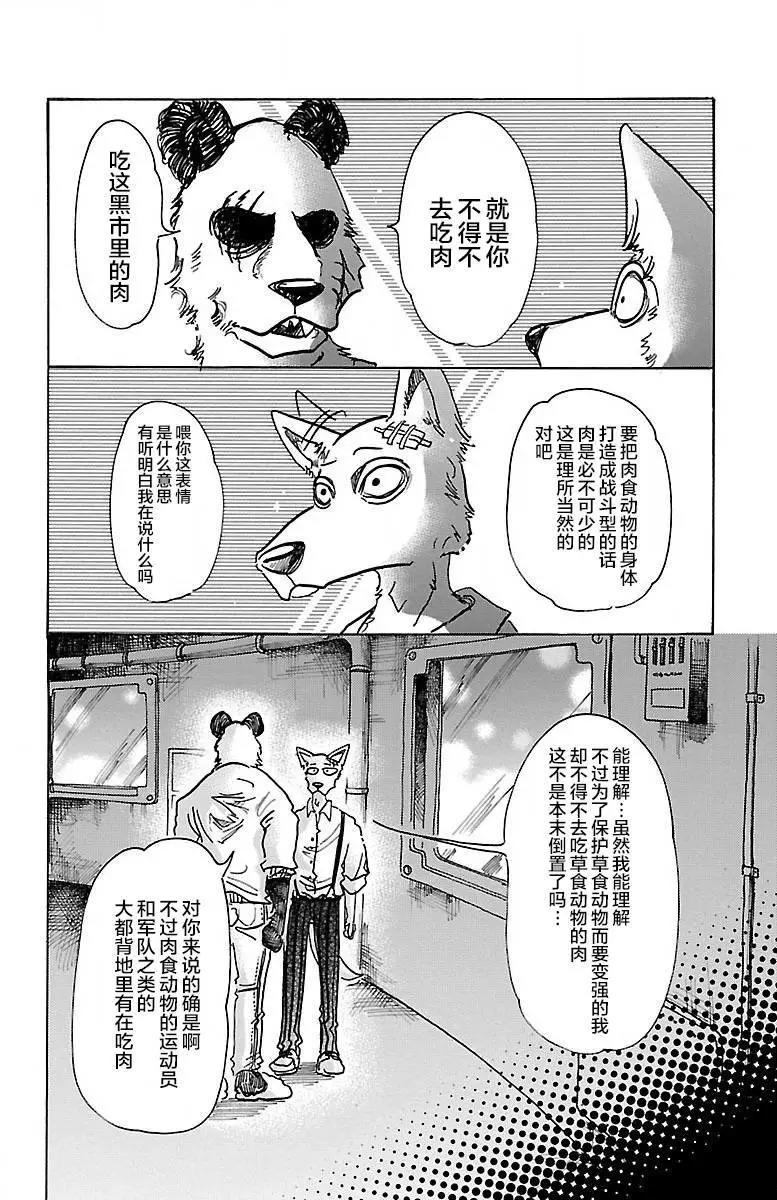 就是你
不得不
去吃肉
吃这黑市里的肉
要把肉食动物的身体
打造成战斗型的话
肉是必不可少的
这是理所当然的
对吧
喂你这表情
是什么意思
有听明白我在说什么吗
能理解…虽然我能理解
不过为了保护草食动物而要变强的我
却不得不去吃草食动物的肉
这不是本末倒置了吗…
对你来说的确是啊
不过肉食动物的运动员
和军队之类的
大都背地里有在吃肉